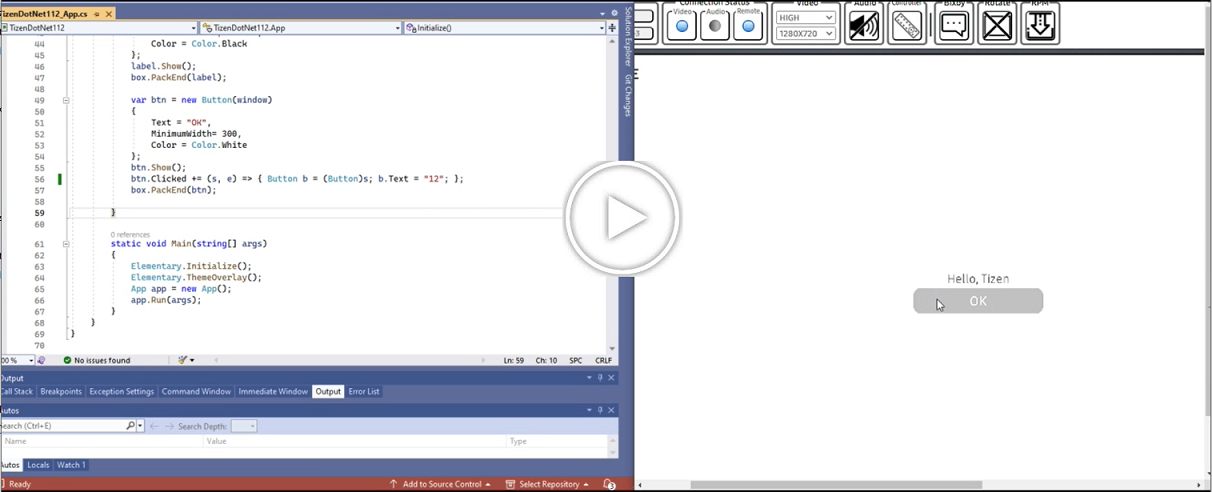 TizenDotNet112_App.cs
TizenDotNet112
TizenDotNet112.App
Initialize()
44 Color = Color.Black
45 };
46 label.Show();
47 box.PackEnd(label);
48
49 var btn = new Button(window)
50 {
51 Text = "OK",
52 MinimumWidth= 300,
53 Color = Color.White
54 };
55 btn.Show();
56 btn.Clicked += (s, e) => { Button b = (Button)s; b.Text = "12"; };
57 box.PackEnd(btn);
58
59 }
60
0 references
61 static void Main(string[] args)
62 {
63 Elementary.Initialize();
64 Elementary.ThemeOverlay();
65 App app = new App();
66 app.Run(args);
67 }
68 }
69 }
70
00 %
No issues found
Ln: 59 Ch: 10 SPC CRLF
Output
Call Stack Breakpoints Exception Settings Command Window Immediate Window Output Error List
Autos
Search (Ctrl+E)
Search Depth:
Name Value Type
Autos Locals Watch 1
Ready
Add to Source Control
Select Repository
3
Solution Explorer
Git Changes
Connection Status
Video Audio Remote
Video
HIGH
1280X720
Audio
Controller
Bixby
Rotate
RPM
Hello, Tizen
OK